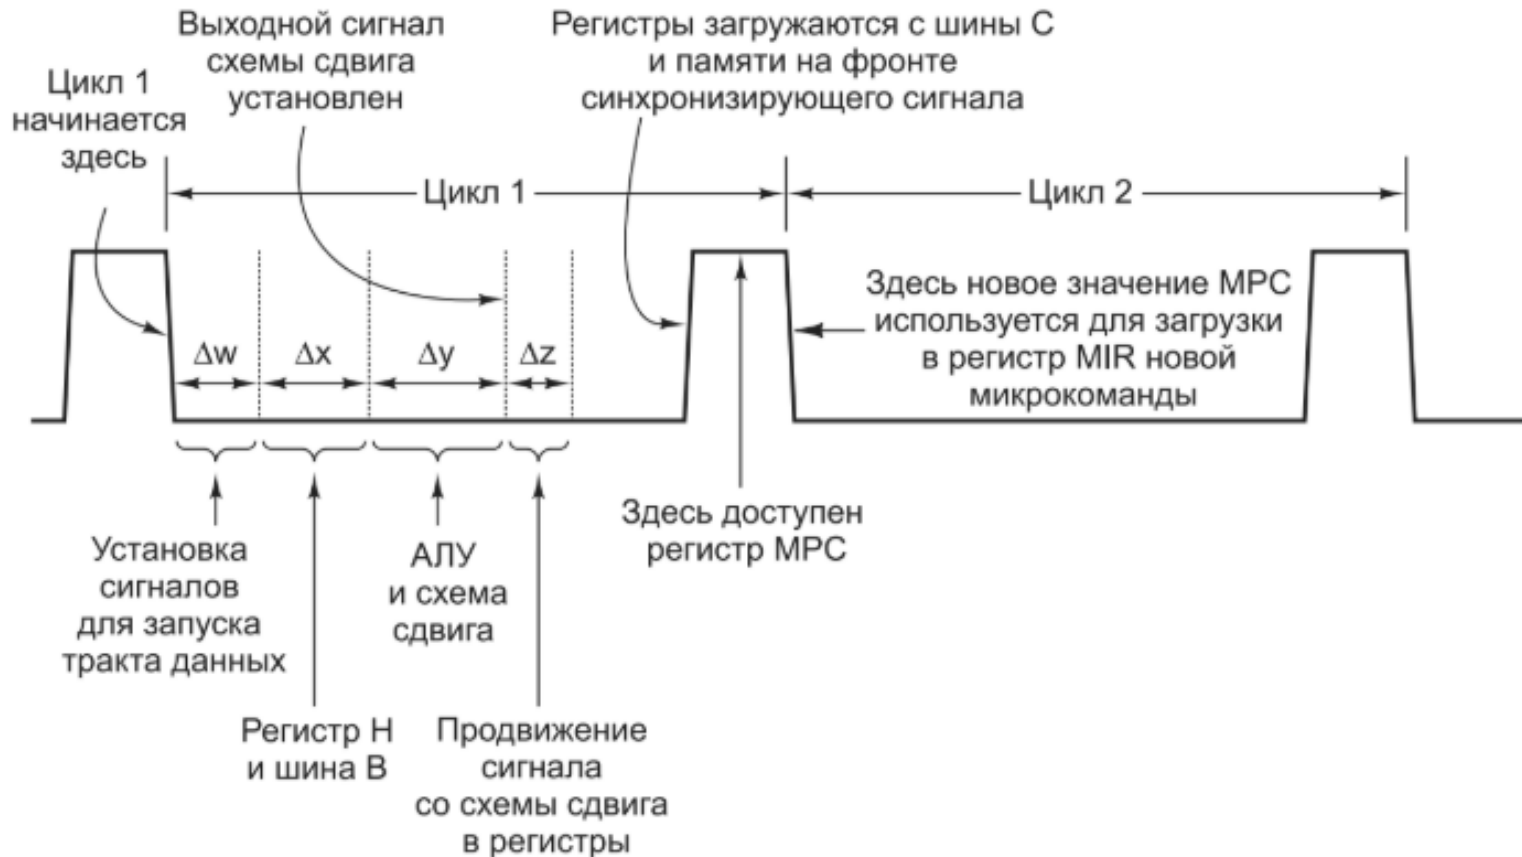 Цикл 1
начинается
здесь
Выходной сигнал
схемы сдвига
установлен
Регистры загружаются с шины C
и памяти на фронте
синхронизирующего сигнала
Цикл 1
Цикл 2
Δw
Δx
Δy
Δz
Здесь новое значение MPC
используется для загрузки
в регистр MIR новой
микрокоманды
Установка
сигналов
для запуска
тракта данных
Регистр H
и шина B
АЛУ
и схема
сдвига
Продвижение
сигнала
со схемы сдвига
в регистры
Здесь доступен
регистр MPC